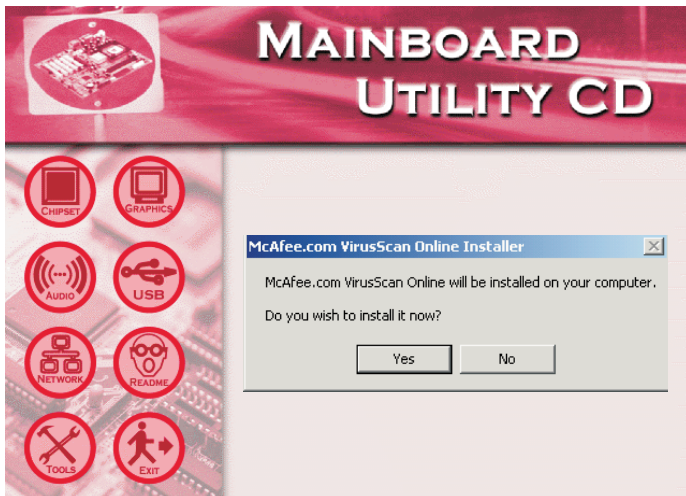 MAINBOARD
UTILITY CD
CHIPSET
GRAPHICS
AUDIO
USB
NETWORK
README
TOOLS
EXIT
McAfee.com VirusScan Online Installer
McAfee.com VirusScan Online will be installed on your computer.
Do you wish to install it now?
Yes
No